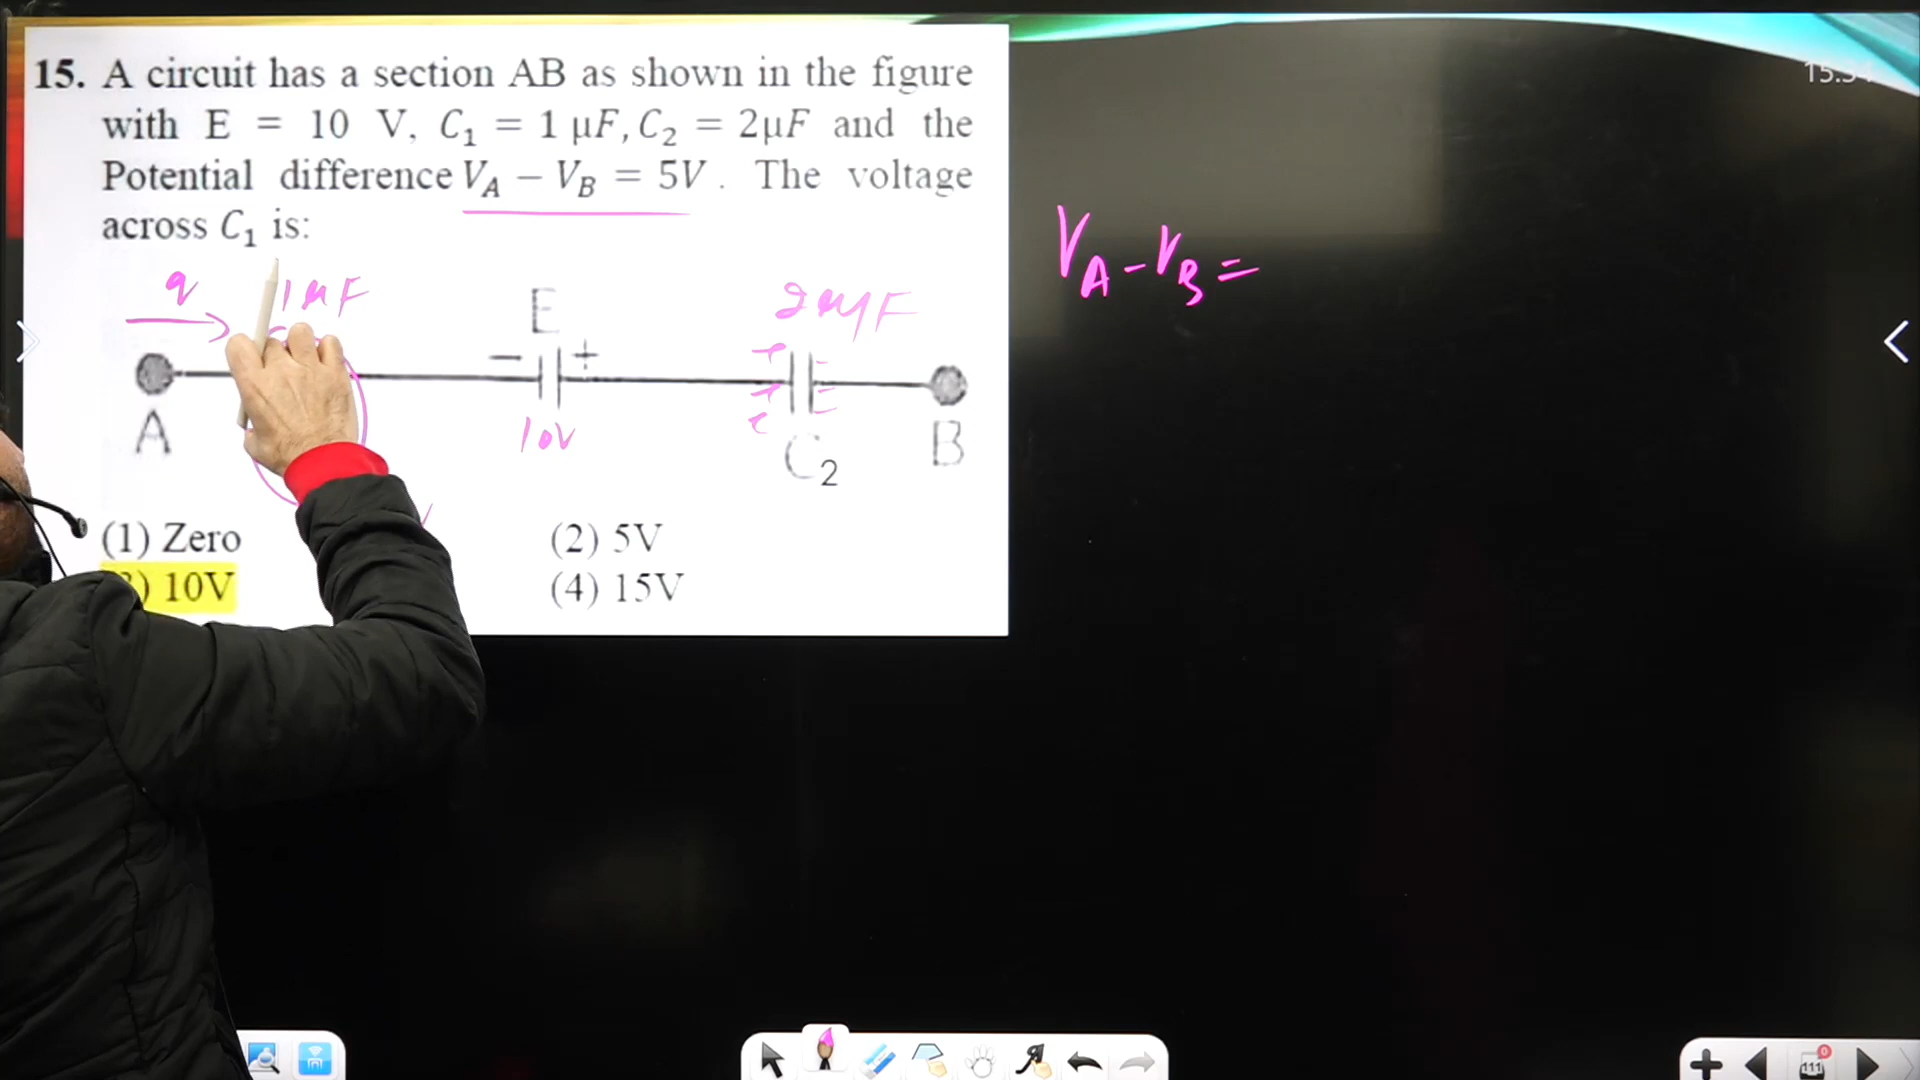 15. A circuit has a section AB as shown in the figure
with E = 10 V, C₁ = 1 μF, C₂ = 2μF and the
Potential difference V_A − V_B = 5V . The voltage
across C₁ is:
V_A − V_B =
q
1μF
E
2μF
− +
A
10V
C₂
B
(1) Zero (2) 5V
) 10V (4) 15V